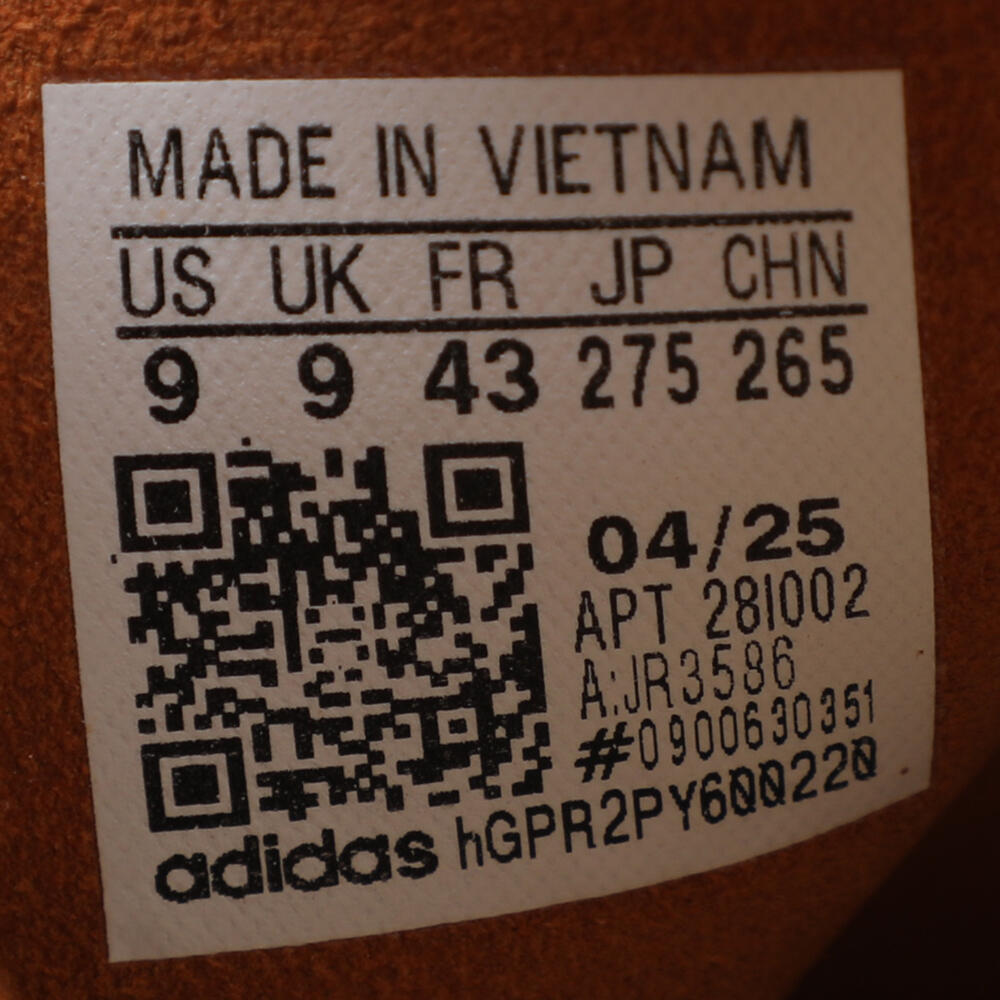 MADE IN VIETNAM
US UK FR JP CHN
9 9 43 275 265
04/25
APT 28I002
A:JR3586
#0900630351
adidas hGPR2PY600220